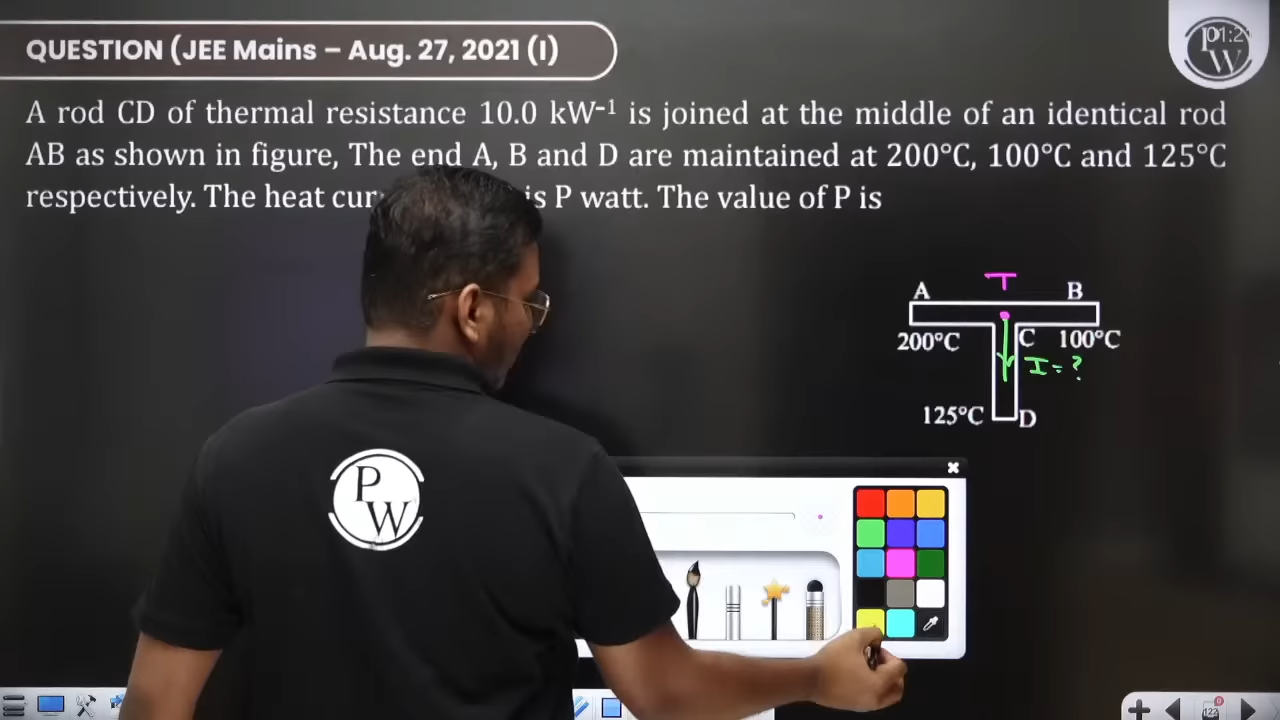 QUESTION (JEE Mains – Aug. 27, 2021 (I)
A rod CD of thermal resistance 10.0 kW⁻¹ is joined at the middle of an identical rod
AB as shown in figure, The end A, B and D are maintained at 200°C, 100°C and 125°C
respectively. The heat cur is P watt. The value of P is
T
A B
200°C C 100°C
I = ?
125°C D
P
W
P
W
122